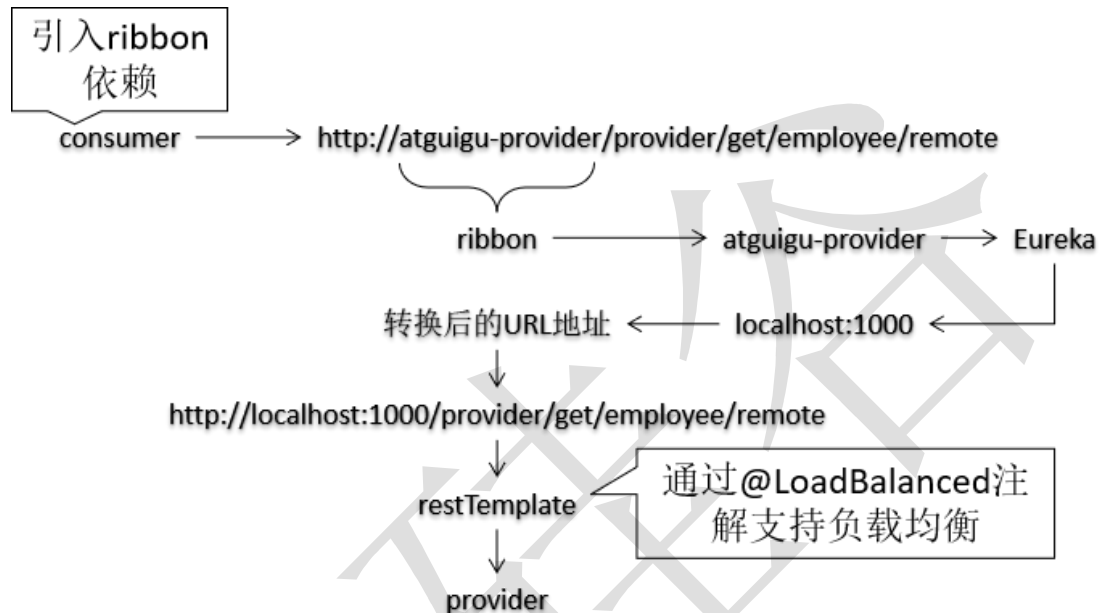 引入ribbon
依赖
consumer
http://atguigu-provider/provider/get/employee/remote
ribbon
atguigu-provider
Eureka
转换后的URL地址
localhost:1000
http://localhost:1000/provider/get/employee/remote
restTemplate
通过@LoadBalanced注
解支持负载均衡
provider